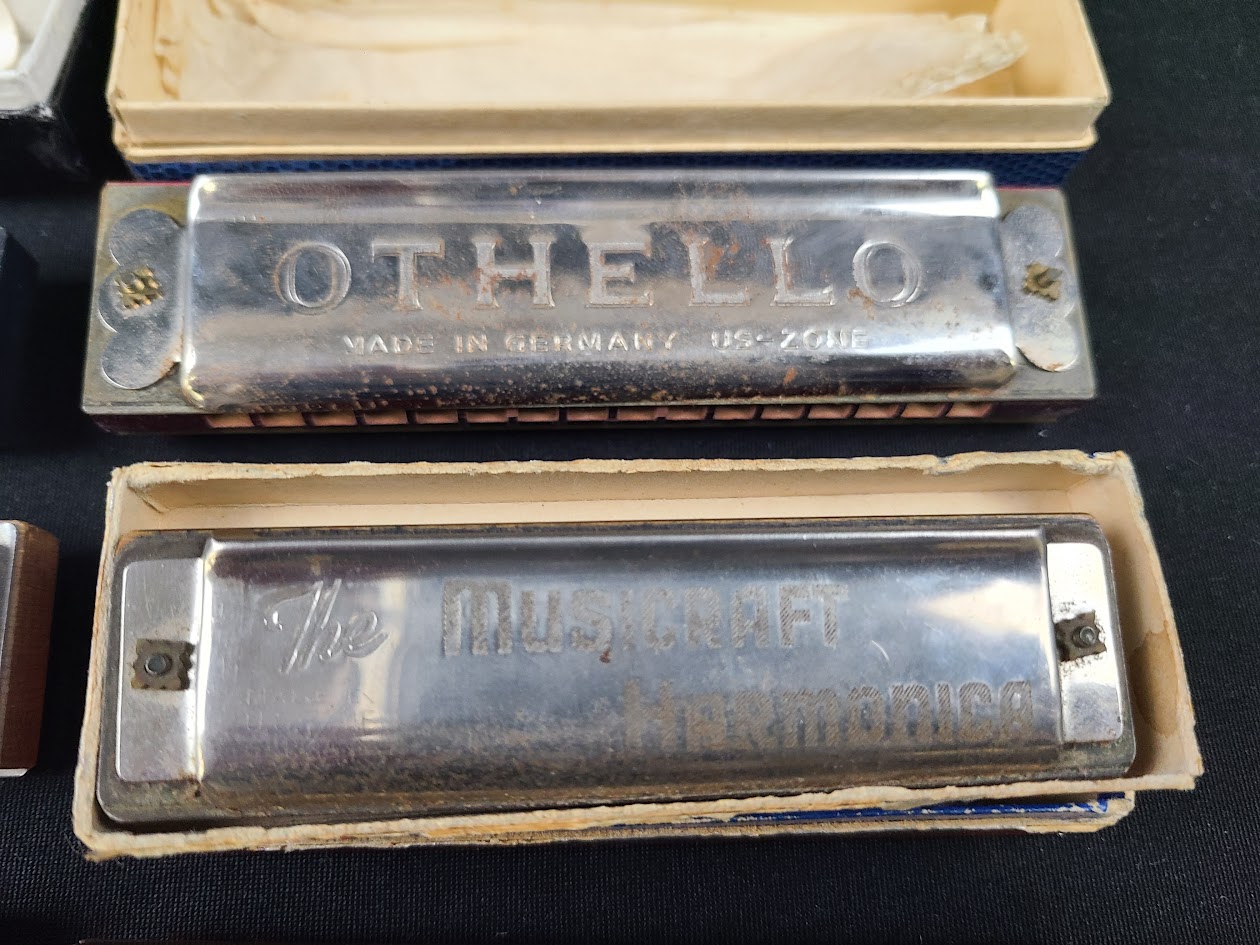 OTHELLO
MADE IN GERMANY US-ZONE
The MUSICRAFT
HARMONICA